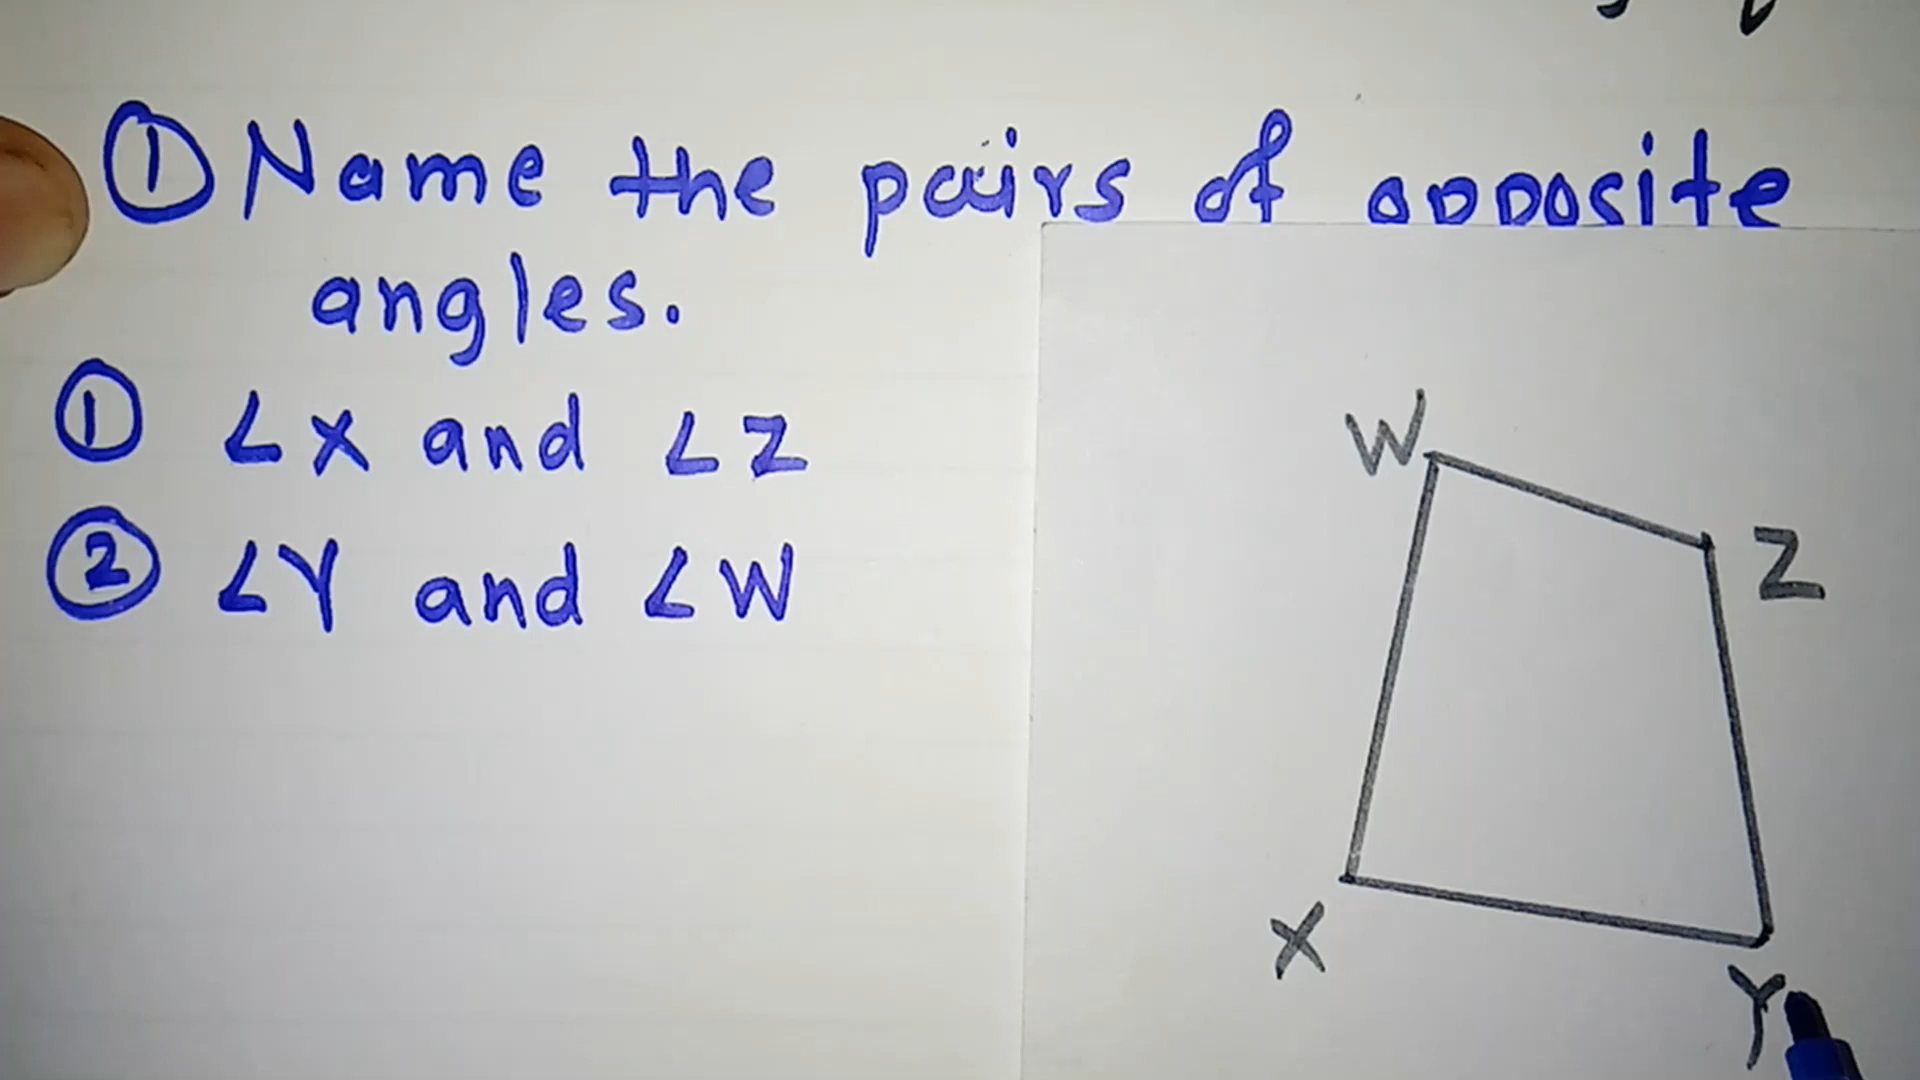 ① Name the pairs of opposite
angles.
① ∠X and ∠Z
② ∠Y and ∠W
W
Z
X
Y